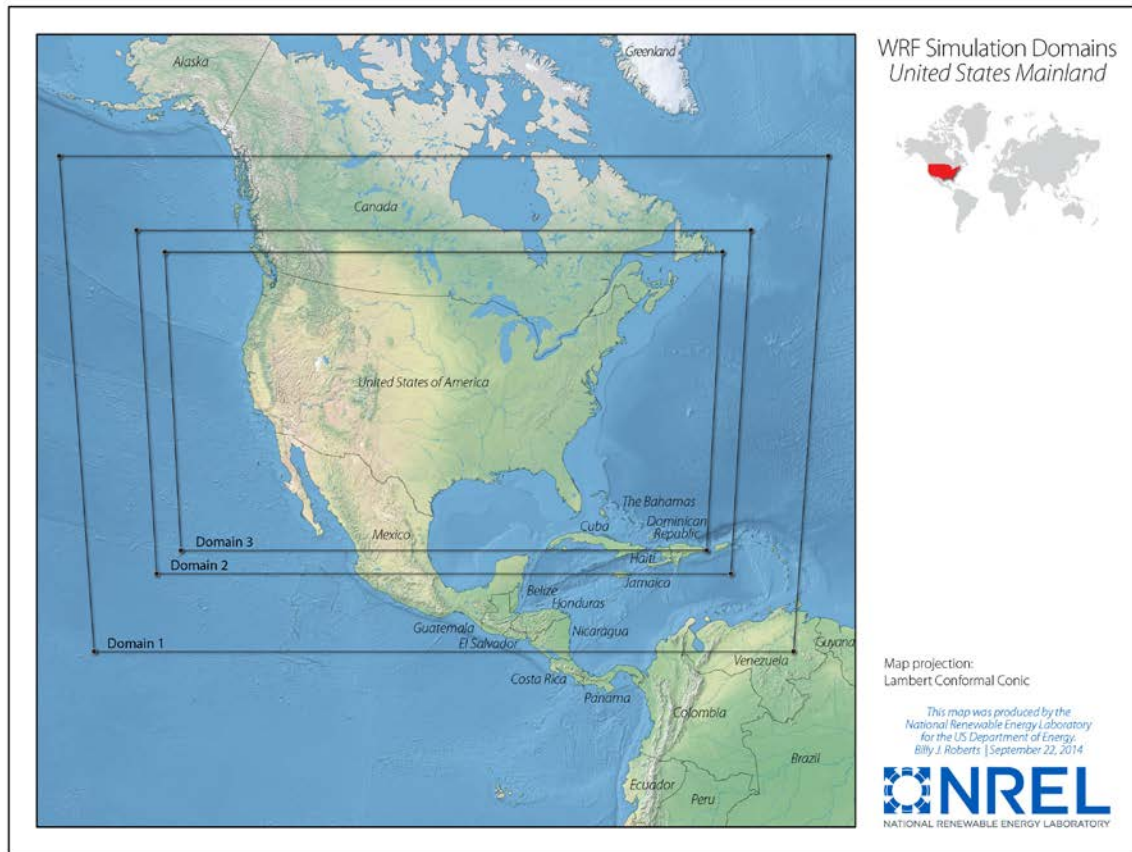 WRF Simulation Domains
United States Mainland
Greenland
Alaska
Canada
United States of America
The Bahamas
Cuba
Dominican
Republic
Mexico
Domain 3
Haiti
Domain 2
Jamaica
Belize
Honduras
Guatemala
Nicaragua
El Salvador
Domain 1
Guyana
Venezuela
Costa Rica
Panama
Colombia
Brazil
Ecuador
Peru
Map projection:
Lambert Conformal Conic
This map was produced by the
National Renewable Energy Laboratory
for the US Department of Energy.
Billy J. Roberts | September 22, 2014
NREL
NATIONAL RENEWABLE ENERGY LABORATORY